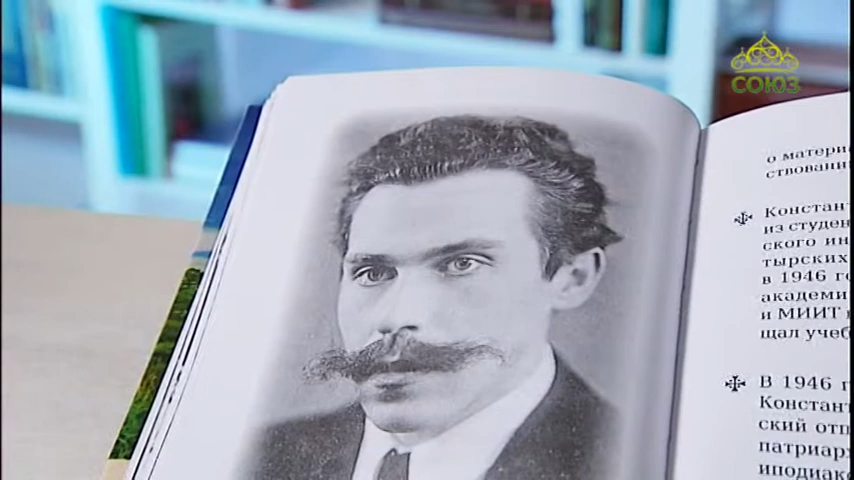 СОЮЗ
о матери
ствовани
Констант
из студен
ского ин
тырских
в 1946 го
академи
и МИИТ
щал учеб
В 1946 г
Констант
ский отп
патриарх
иподиак